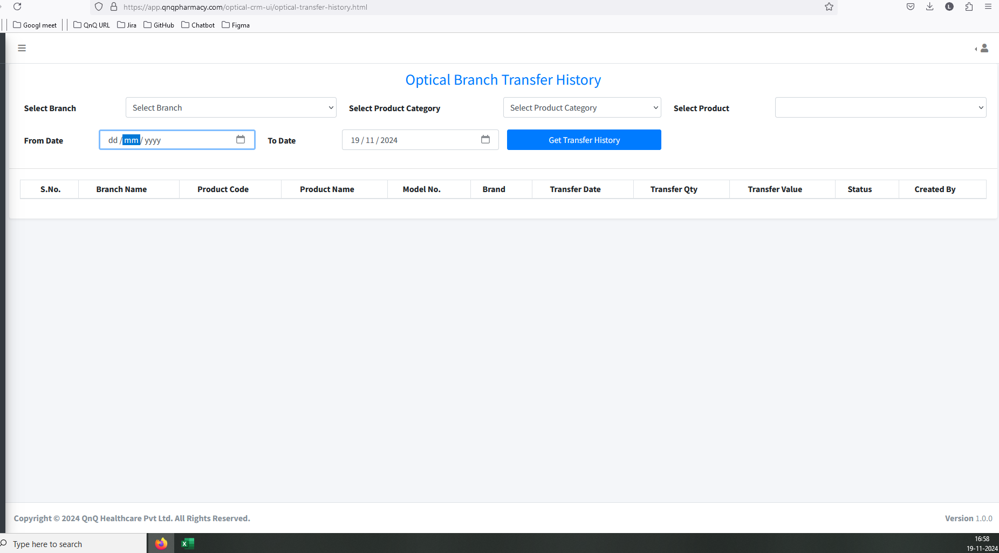 https://app.qnqpharmacy.com/optical-crm-ui/optical-transfer-history.html
Googl meet QnQ URL Jira GitHub Chatbot Figma
Optical Branch Transfer History
Select Branch Select Branch Select Product Category Select Product Category Select Product
From Date dd / mm / yyyy To Date 19 / 11 / 2024 Get Transfer History
S.No. Branch Name Product Code Product Name Model No. Brand Transfer Date Transfer Qty Transfer Value Status Created By
Copyright © 2024 QnQ Healthcare Pvt Ltd. All Rights Reserved. Version 1.0.0
Type here to search 16:58
19-11-2024